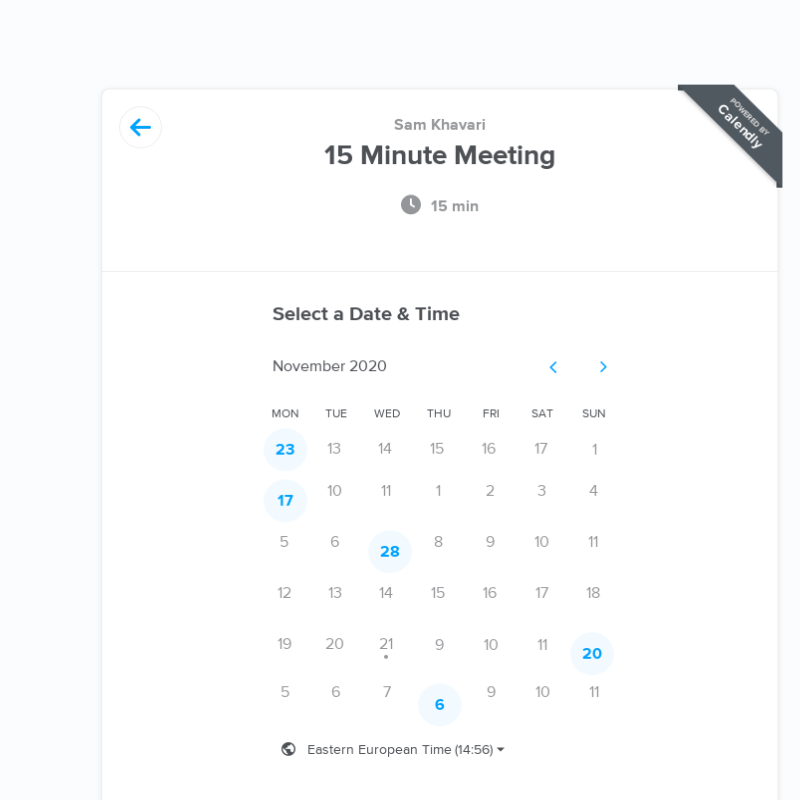 POWERED BY
Calendly
Sam Khavari
15 Minute Meeting
15 min
Select a Date & Time
November 2020
MON TUE WED THU FRI SAT SUN
23 13 14 15 16 17 1
17 10 11 1 2 3 4
5 6 28 8 9 10 11
12 13 14 15 16 17 18
19 20 21 9 10 11 20
5 6 7 6 9 10 11
Eastern European Time (14:56)